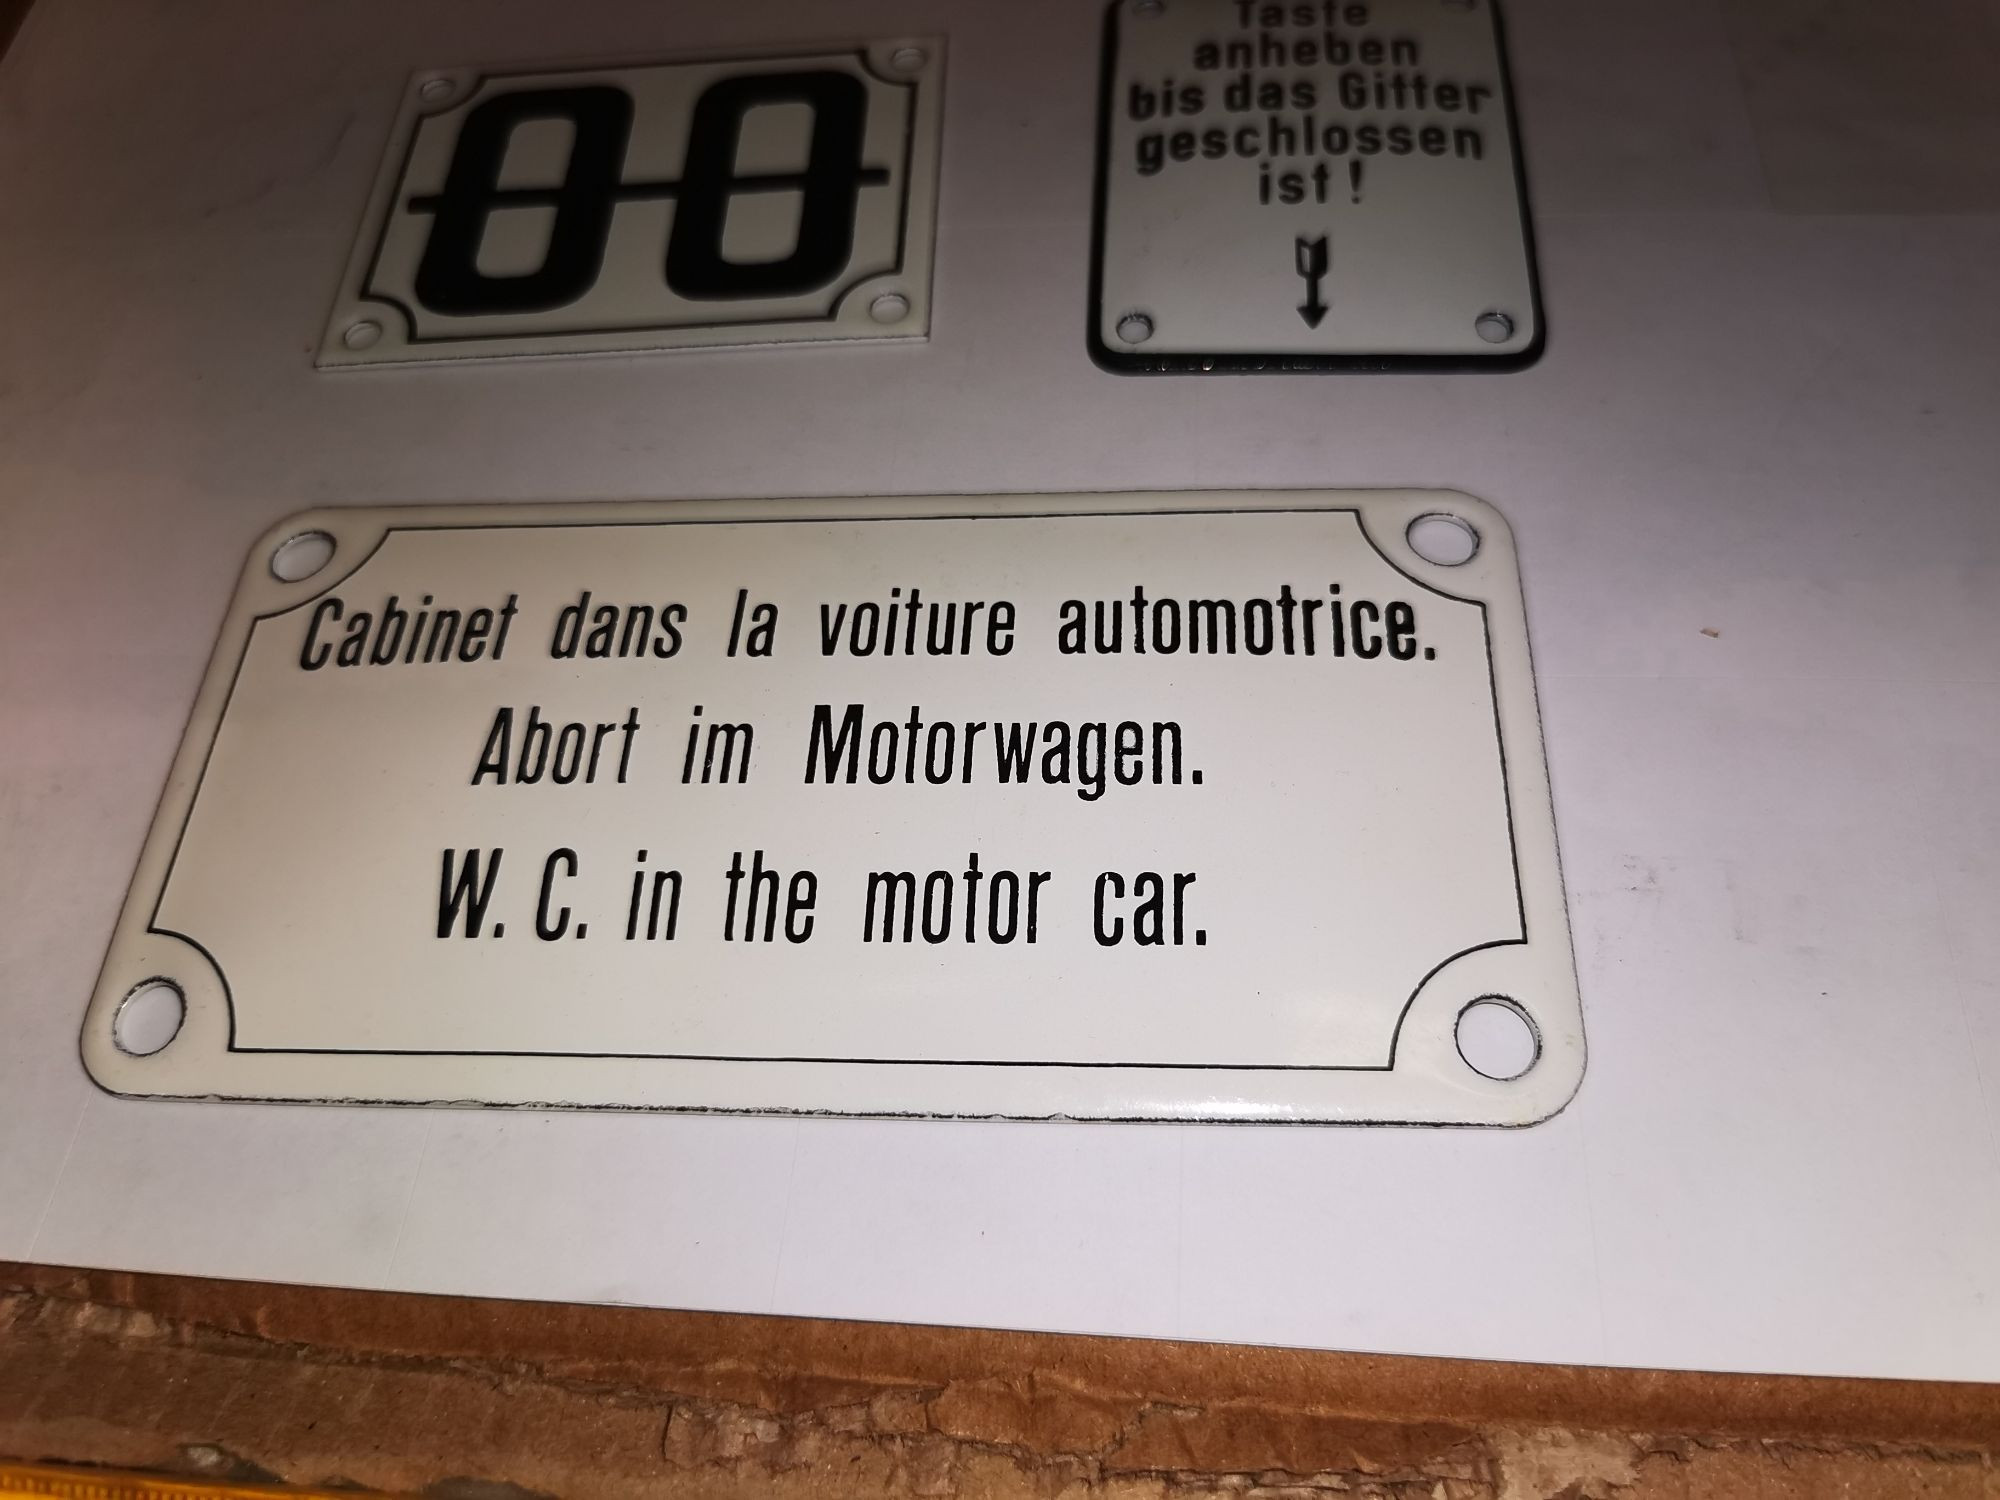 00
Taste
anheben
bis das Gitter
geschlossen
ist!
Cabinet dans la voiture automotrice.
Abort im Motorwagen.
W. C. in the motor car.